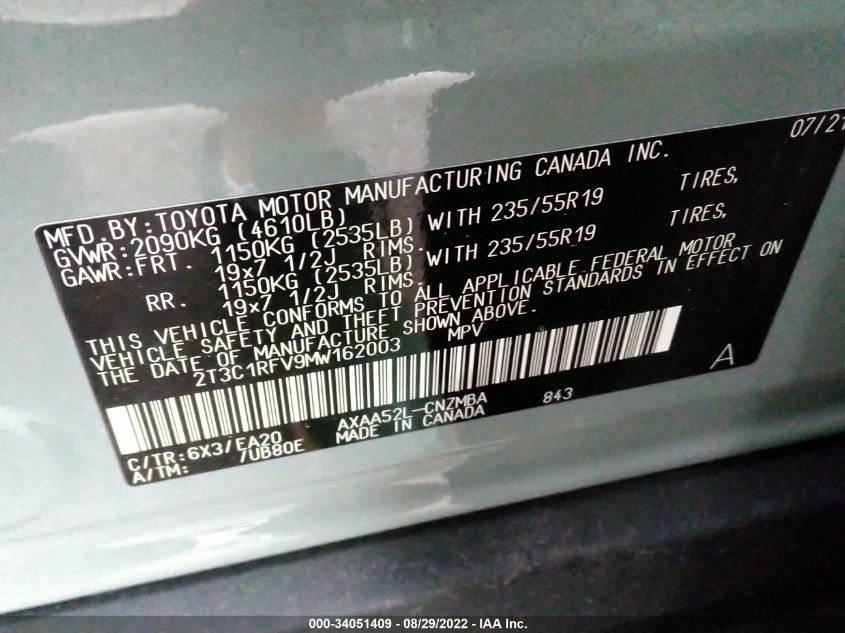 07/21
MFD.BY:TOYOTA MOTOR MANUFACTURING CANADA INC.
GVWR:2090KG (4610LB)
GAWR:FRT. 1150KG (2535LB) WITH 235/55R19 TIRES,
19x7 1/2J RIMS.
RR. 1150KG (2535LB) WITH 235/55R19 TIRES,
19x7 1/2J RIMS.
THIS VEHICLE CONFORMS TO ALL APPLICABLE FEDERAL MOTOR
VEHICLE SAFETY AND THEFT PREVENTION STANDARDS IN EFFECT ON
THE DATE OF MANUFACTURE SHOWN ABOVE.
2T3C1RFV9MW162003 MPV
A
C/TR:6X3/EA20 AXAA52L-CNZMBA 843
A/TM: /UB80E MADE IN CANADA
000-34051409 - 08/29/2022 - IAA Inc.